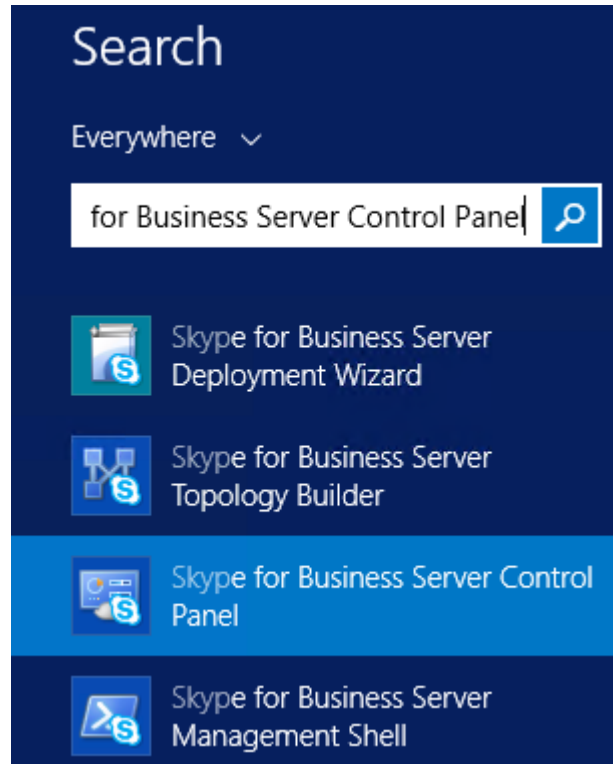 Search
Everywhere
for Business Server Control Panel
Skype for Business Server
Deployment Wizard
Skype for Business Server
Topology Builder
Skype for Business Server Control
Panel
Skype for Business Server
Management Shell